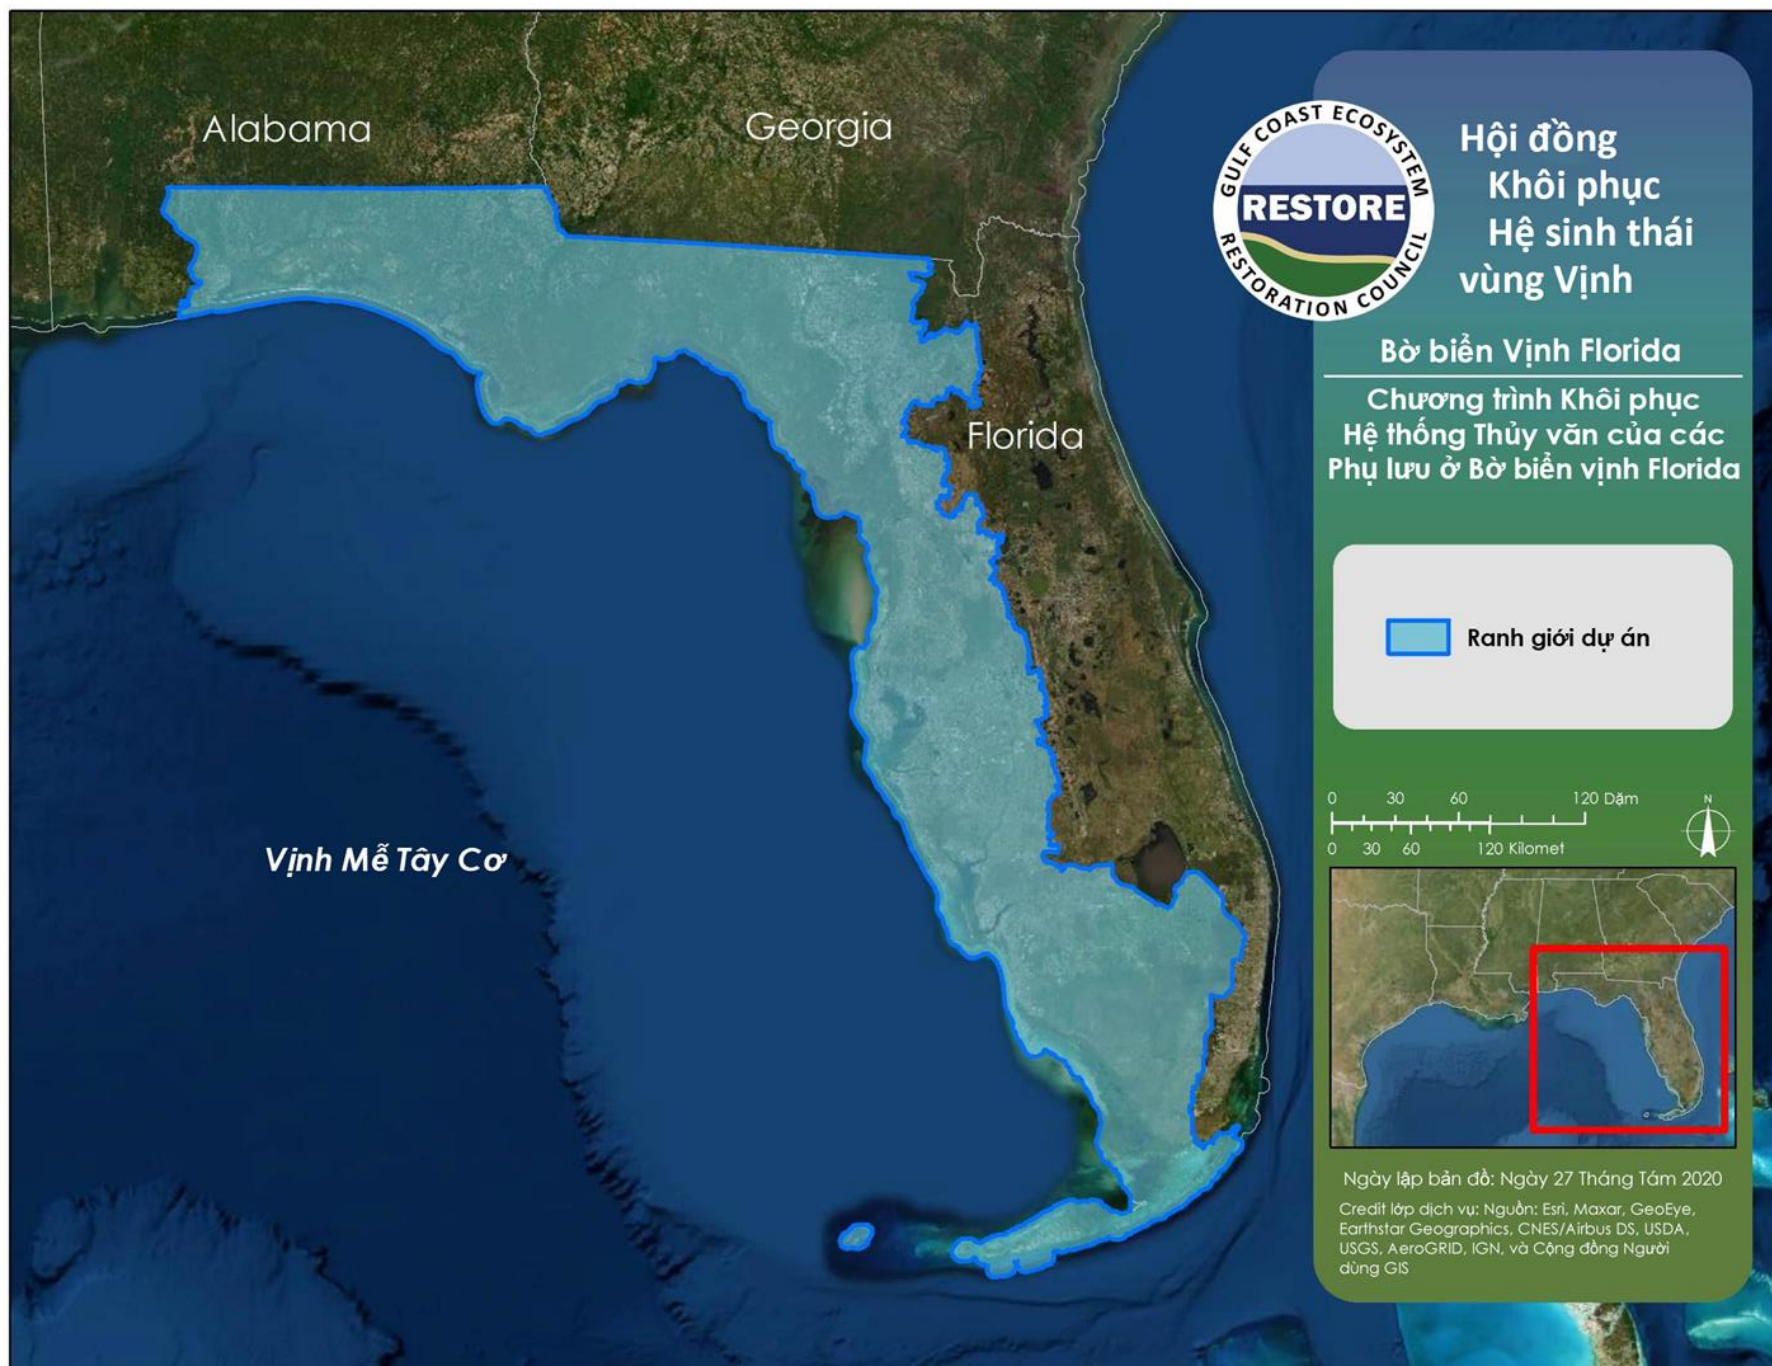 Alabama
Georgia
Florida
Vịnh Mễ Tây Cơ
GULF COAST ECOSYSTEM
RESTORE
RESTORATION COUNCIL
Hội đồng
Khôi phục
Hệ sinh thái
vùng Vịnh
Bờ biển Vịnh Florida
Chương trình Khôi phục
Hệ thống Thủy văn của các
Phụ lưu ở Bờ biển vịnh Florida
Ranh giới dự án
0 30 60 120 Dặm
0 30 60 120 Kilomet
N
Ngày lập bản đồ: Ngày 27 Tháng Tám 2020
Credit lớp dịch vụ: Nguồn: Esri, Maxar, GeoEye,
Earthstar Geographics, CNES/Airbus DS, USDA,
USGS, AeroGRID, IGN, và Cộng đồng Người
dùng GIS